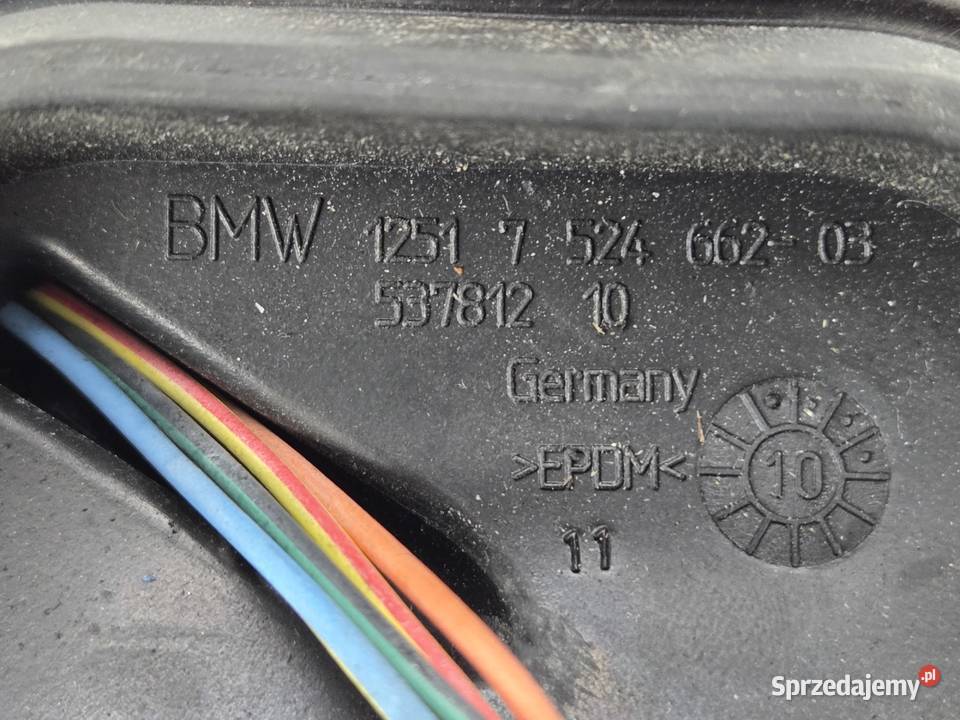 BMW 1251 7 524 662-03
537812 10
Germany
>EPDM<
10
11
Sprzedajemy.pl